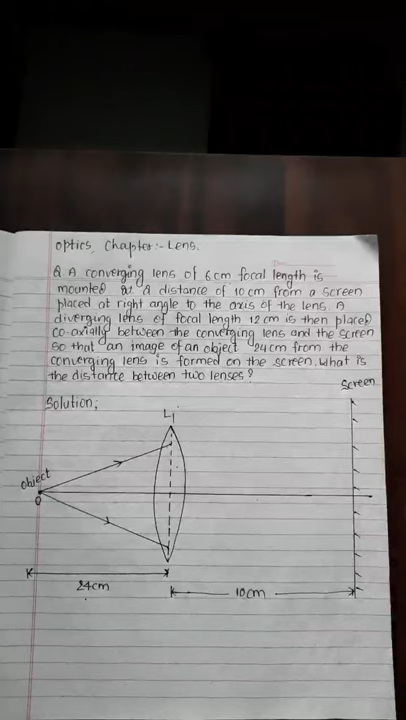 optics, Chapter:- Lens.
Q A converging lens of 6cm focal length is
mounted at a distance of 10cm from a screen
placed at right angle to the axis of the lens. A
diverging lens of focal length 12cm is then placed
co-axially between the converging lens and the screen
so that an image of an object 24cm from the
converging lens is formed on the screen. What is
the distance between two lenses?
Screen
Solution;
L1
object
O
24cm
10cm